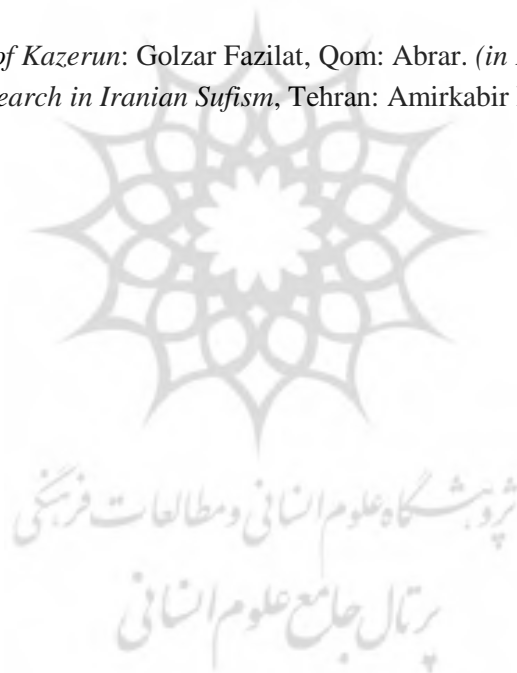 of Kazerun: Golzar Fazilat, Qom: Abrar. (in
earch in Iranian Sufism, Tehran: Amirkabir
پژوهشگاه علوم انسانی و مطالعات فرهنگی
پرتال جامع علوم انسانی